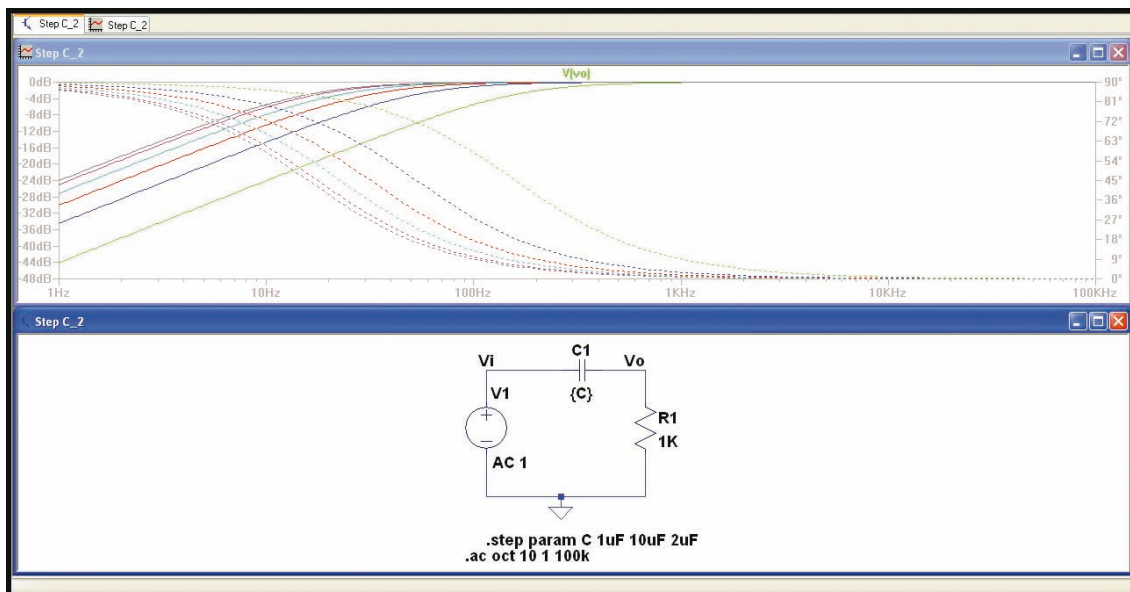 Step C_2 Step C_2
Step C_2
V(vo)
0dB
-4dB
-8dB
-12dB
-16dB
-20dB
-24dB
-28dB
-32dB
-36dB
-40dB
-44dB
-48dB
90°
81°
72°
63°
54°
45°
36°
27°
18°
9°
0°
1Hz 10Hz 100Hz 1KHz 10KHz 100KHz
Step C_2
Vi C1 Vo
V1 {C}
R1
1K
AC 1
.step param C 1uF 10uF 2uF
.ac oct 10 1 100k